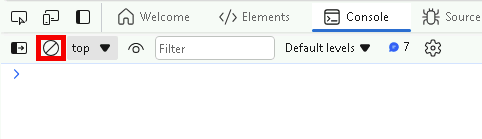 Welcome
Elements
Console
Source
top
Filter
Default levels
7